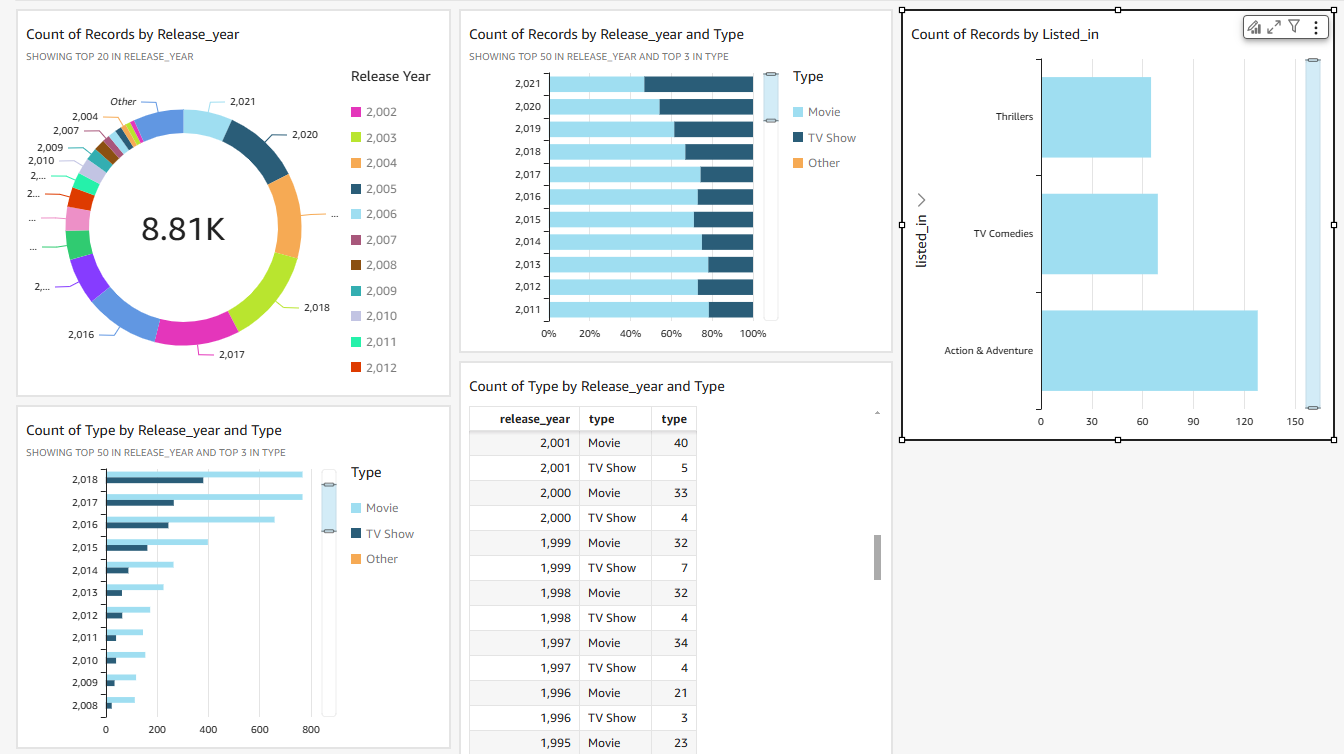 Count of Records by Release_year
SHOWING TOP 20 IN RELEASE_YEAR
Release Year
2,002
2,003
2,004
2,005
2,006
2,007
2,008
2,009
2,010
2,011
2,012
Other
2,004
2,007
2,009
2,010
2,...
2...
...
...
2,...
2,016
2,017
2,018
...
2,020
2,021
8.81K
Count of Records by Release_year and Type
SHOWING TOP 50 IN RELEASE_YEAR AND TOP 3 IN TYPE
2,021
2,020
2,019
2,018
2,017
2,016
2,015
2,014
2,013
2,012
2,011
0% 20% 40% 60% 80% 100%
Type
Movie
TV Show
Other
Count of Records by Listed_in
listed_in
Thrillers
TV Comedies
Action & Adventure
0 30 60 90 120 150
Count of Type by Release_year and Type
SHOWING TOP 50 IN RELEASE_YEAR AND TOP 3 IN TYPE
2,018
2,017
2,016
2,015
2,014
2,013
2,012
2,011
2,010
2,009
2,008
0 200 400 600 800
Type
Movie
TV Show
Other
Count of Type by Release_year and Type
release_year type type
2,001 Movie 40
2,001 TV Show 5
2,000 Movie 33
2,000 TV Show 4
1,999 Movie 32
1,999 TV Show 7
1,998 Movie 32
1,998 TV Show 4
1,997 Movie 34
1,997 TV Show 4
1,996 Movie 21
1,996 TV Show 3
1,995 Movie 23